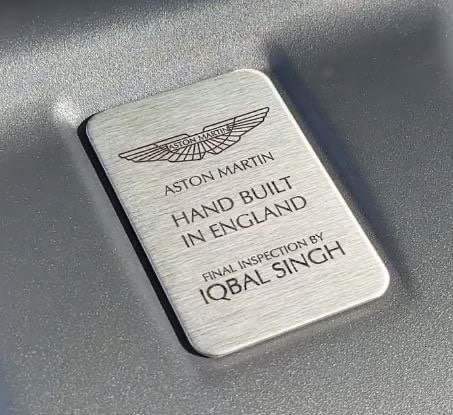 ASTON MARTIN
ASTON MARTIN
HAND BUILT
IN ENGLAND
FINAL INSPECTION BY
IQBAL SINGH